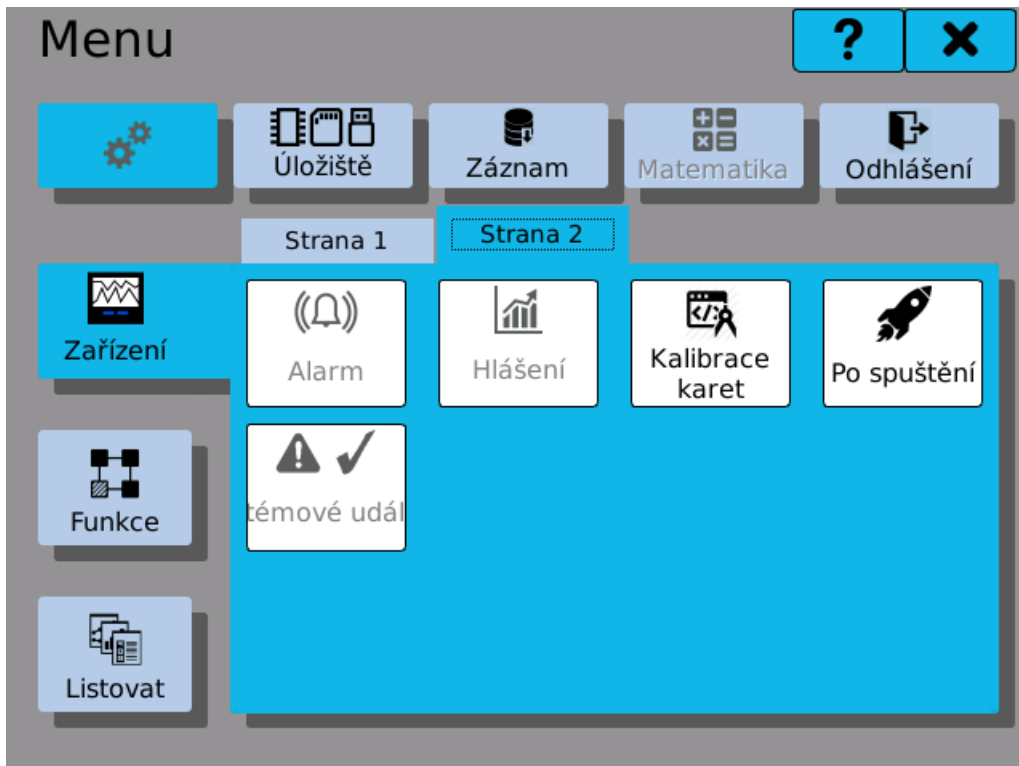 Menu
?
Úložiště
Záznam
Matematika
Odhlášení
Strana 1
Strana 2
Zařízení
Alarm
Hlášení
Kalibrace
karet
Po spuštění
témové udál
Funkce
Listovat